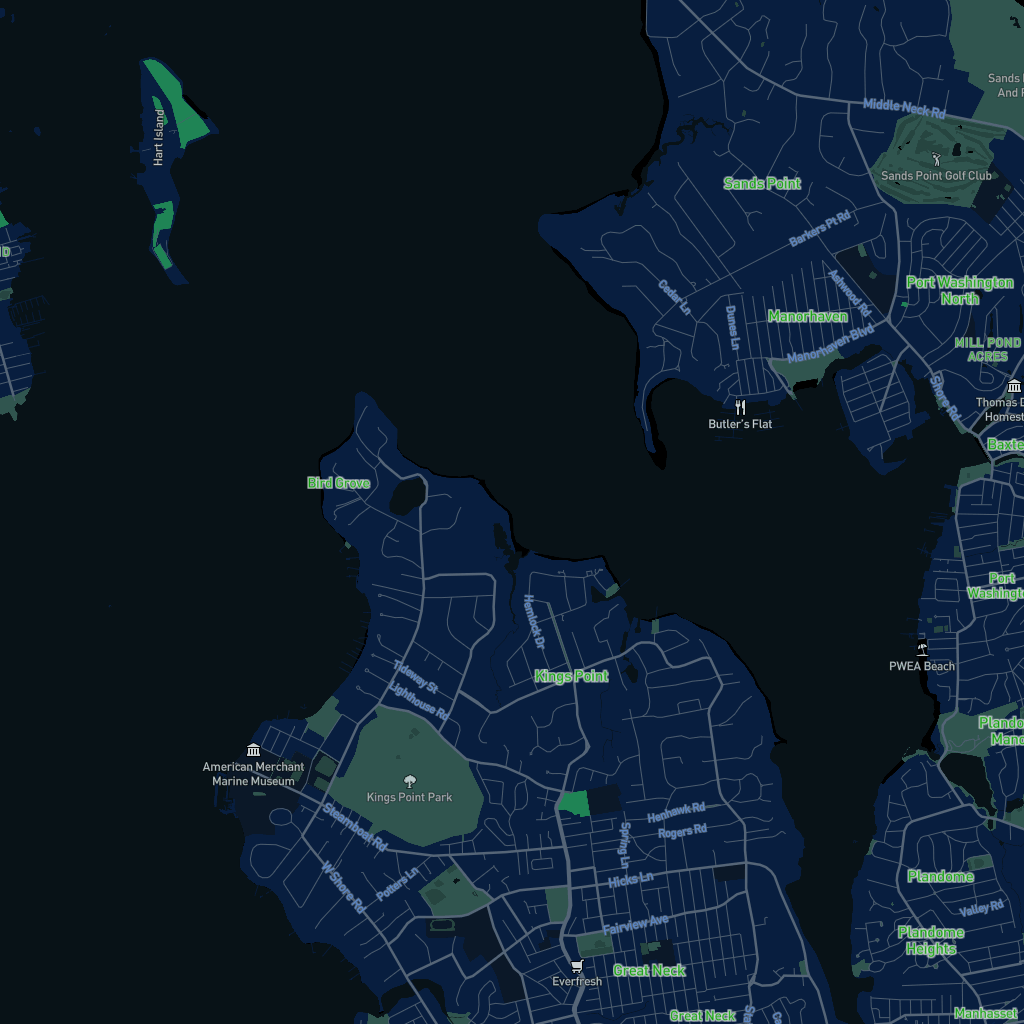 Sands
And
Middle Neck Rd
Hart Island
Sands Point Golf Club
Sands Point
Barkers Pt Rd
Port Washington
North
Cedar Ln
Ashwood Rd
Dunes Ln
Manorhaven
Manorhaven Blvd
MILL POND
ACRES
Shore Rd
Thomas
Homest
Butler's Flat
Baxte
Bird Grove
Port
Washingt
Hemlock Dr
Kings Point
PWEA Beach
Tideway St
Lighthouse Rd
Plando
Mano
American Merchant
Marine Museum
Kings Point Park
Steamboat Rd
Henhawk Rd
Rogers Rd
Spring Ln
Hicks Ln
W Shore Rd
Potters Ln
Plandome
Valley Rd
Fairview Ave
Plandome
Heights
Great Neck
Everfresh
Great Neck
Manhasset